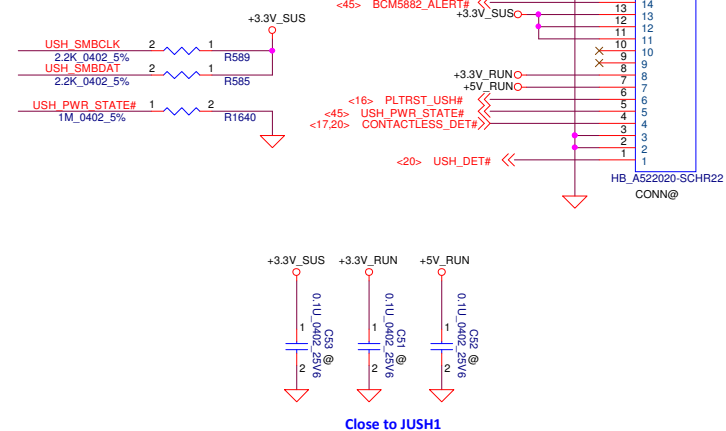 <45> BCM5882_ALERT#
14
14
+3.3V_SUS
13
13
12
12
11
11
10
10
9
9
+3.3V_RUN
8
8
+5V_RUN
7
7
<16> PLTRST_USH#
6
6
<45> USH_PWR_STATE#
5
5
<17,20> CONTACTLESS_DET#
4
4
3
3
2
2
<20> USH_DET#
1
1
HB_A522020-SCHR22
CONN@
+3.3V_SUS
USH_SMBCLK
2
1
2.2K_0402_5%
R589
USH_SMBDAT
2
1
2.2K_0402_5%
R585
USH_PWR_STATE#
1
2
1M_0402_5%
R1640
+3.3V_SUS
+3.3V_RUN
+5V_RUN
1
2
0.1U_0402_25V6
C53
@
1
2
0.1U_0402_25V6
C51
@
1
2
0.1U_0402_25V6
C52
@
Close to JUSH1